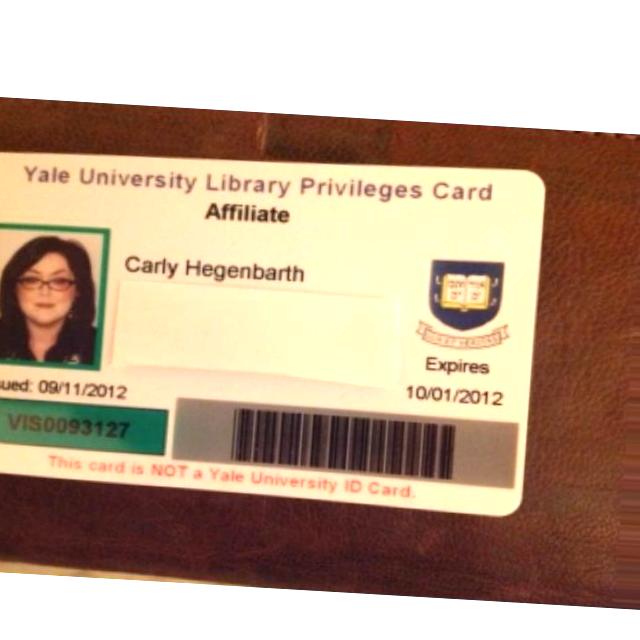 Yale University Library Privileges Card
Affiliate
Carly Hegenbarth
Expires
10/01/2012
sued: 09/11/2012
VIS0093127
This card is NOT a Yale University ID Card.